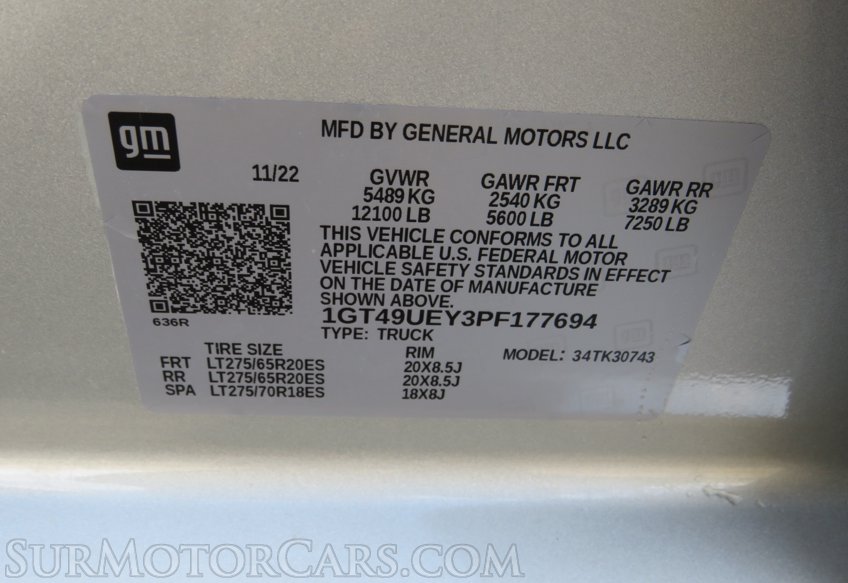 gm
MFD BY GENERAL MOTORS LLC
11/22 GVWR GAWR FRT GAWR RR
5489 KG 2540 KG 3289 KG
12100 LB 5600 LB 7250 LB
THIS VEHICLE CONFORMS TO ALL
APPLICABLE U.S. FEDERAL MOTOR
VEHICLE SAFETY STANDARDS IN EFFECT
ON THE DATE OF MANUFACTURE
SHOWN ABOVE.
636R
1GT49UEY3PF177694
TYPE: TRUCK
TIRE SIZE RIM MODEL: 34TK30743
FRT LT275/65R20ES 20X8.5J
RR LT275/65R20ES 20X8.5J
SPA LT275/70R18ES 18X8J
SURMOTORCARS.COM